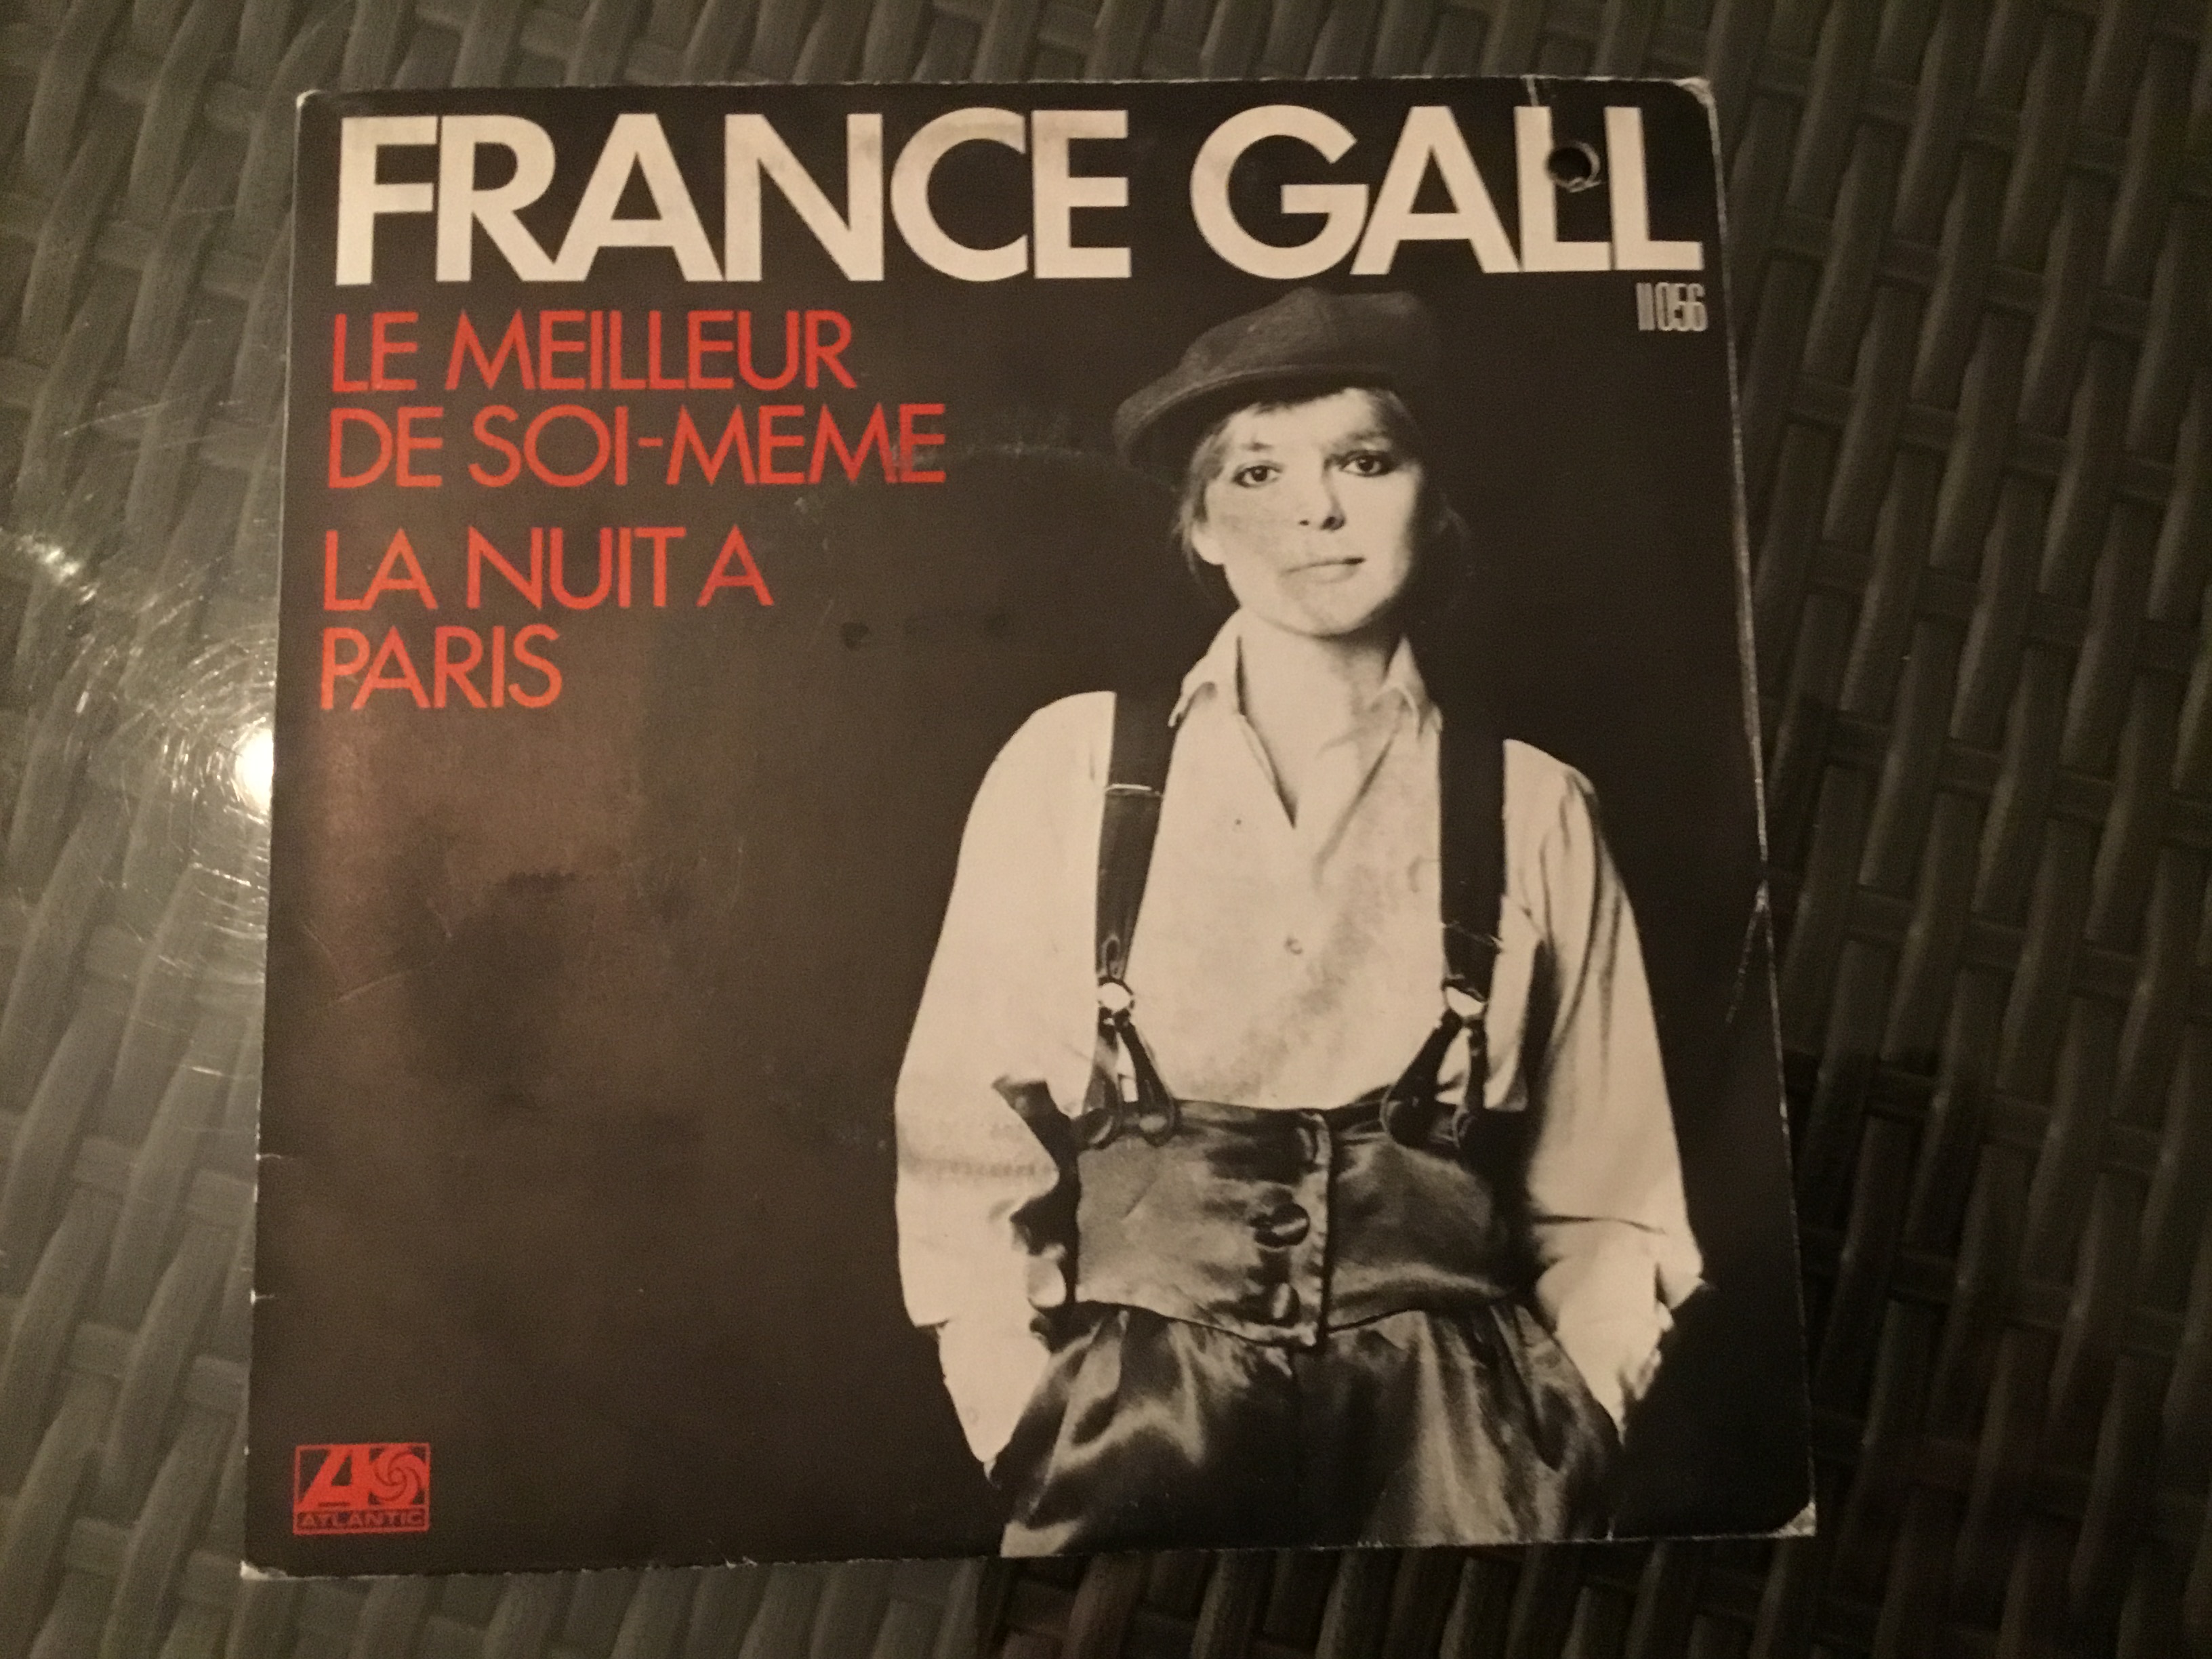 FRANCE GALL
11056
LE MEILLEUR
DE SOI-MEME
LA NUIT A
PARIS
ATLANTIC